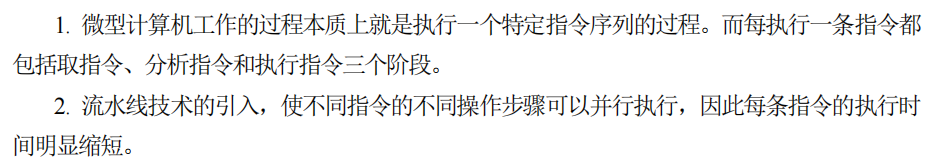 1. 微型计算机工作的过程本质上就是执行一个特定指令序列的过程。而每执行一条指令都
包括取指令、分析指令和执行指令三个阶段。
2. 流水线技术的引入，使不同指令的不同操作步骤可以并行执行，因此每条指令的执行时
间明显缩短。